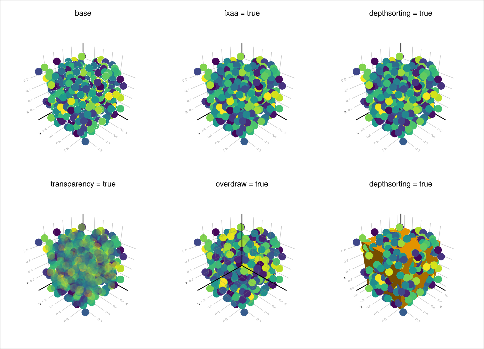 base
fxaa = true
depthsorting = true
transparency = true
overdraw = true
depthsorting = true